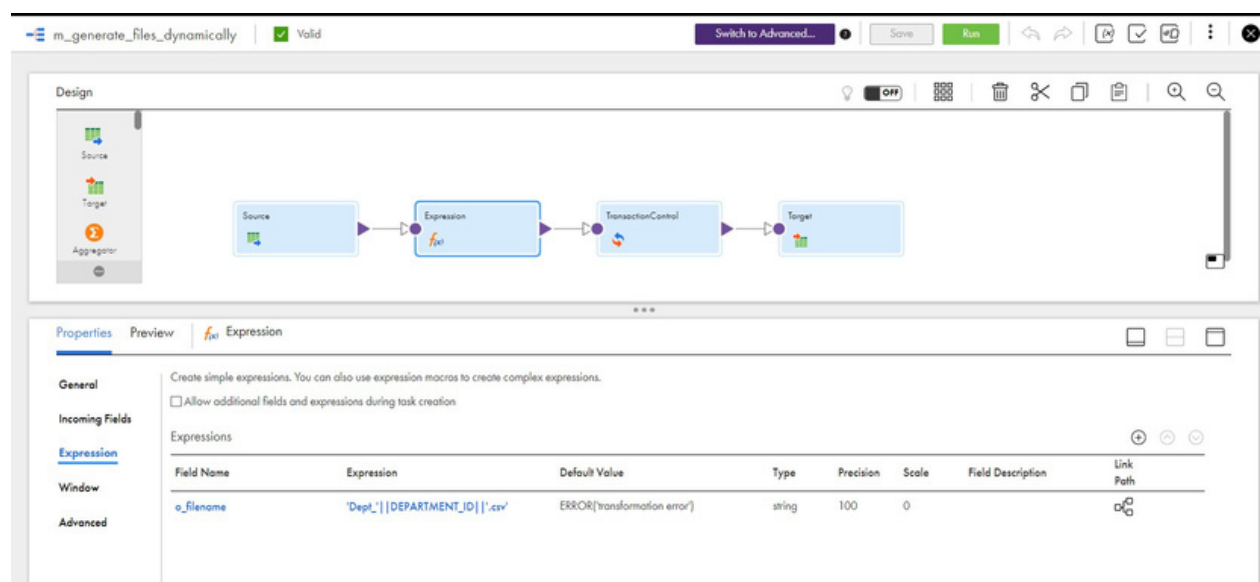 m_generate_files_dynamically Valid Switch to Advanced... Save Run
Design OFF
Source
Target
Aggregator
Source Expression TransactionControl Target
Properties Preview Expression
General
Incoming Fields
Expression
Window
Advanced
Create simple expressions. You can also use expression macros to create complex expressions.
Allow additional fields and expressions during task creation
Expressions
Field Name Expression Default Value Type Precision Scale Field Description Link Path
o_filename 'Dept_'||DEPARTMENT_ID||'.csv' ERROR('transformation error') string 100 0